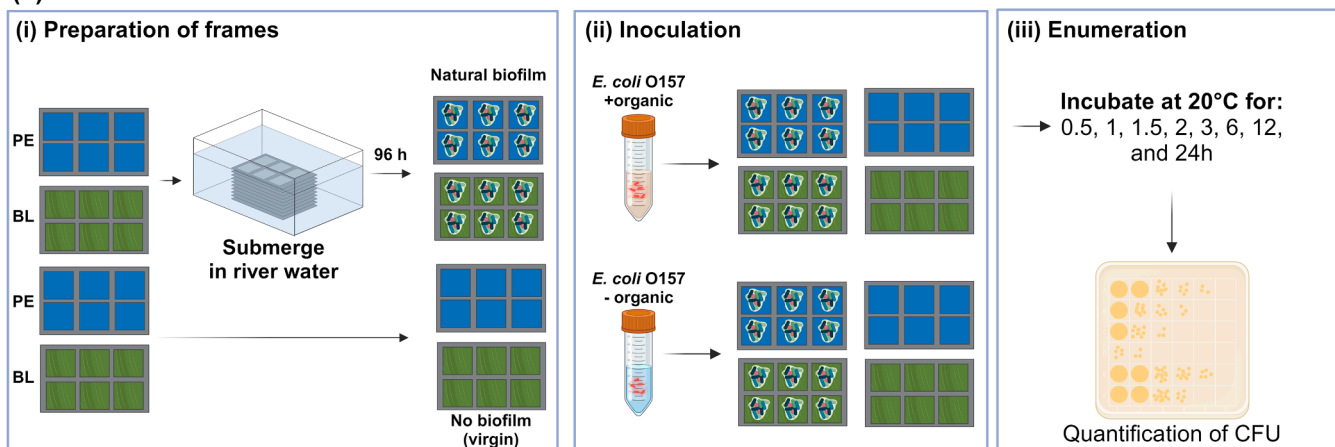 (i) Preparation of frames
Natural biofilm
PE
96 h
BL
Submerge
in river water
PE
BL
No biofilm
(virgin)
(ii) Inoculation
E. coli O157
+organic
E. coli O157
- organic
(iii) Enumeration
Incubate at 20°C for:
0.5, 1, 1.5, 2, 3, 6, 12,
and 24h
Quantification of CFU